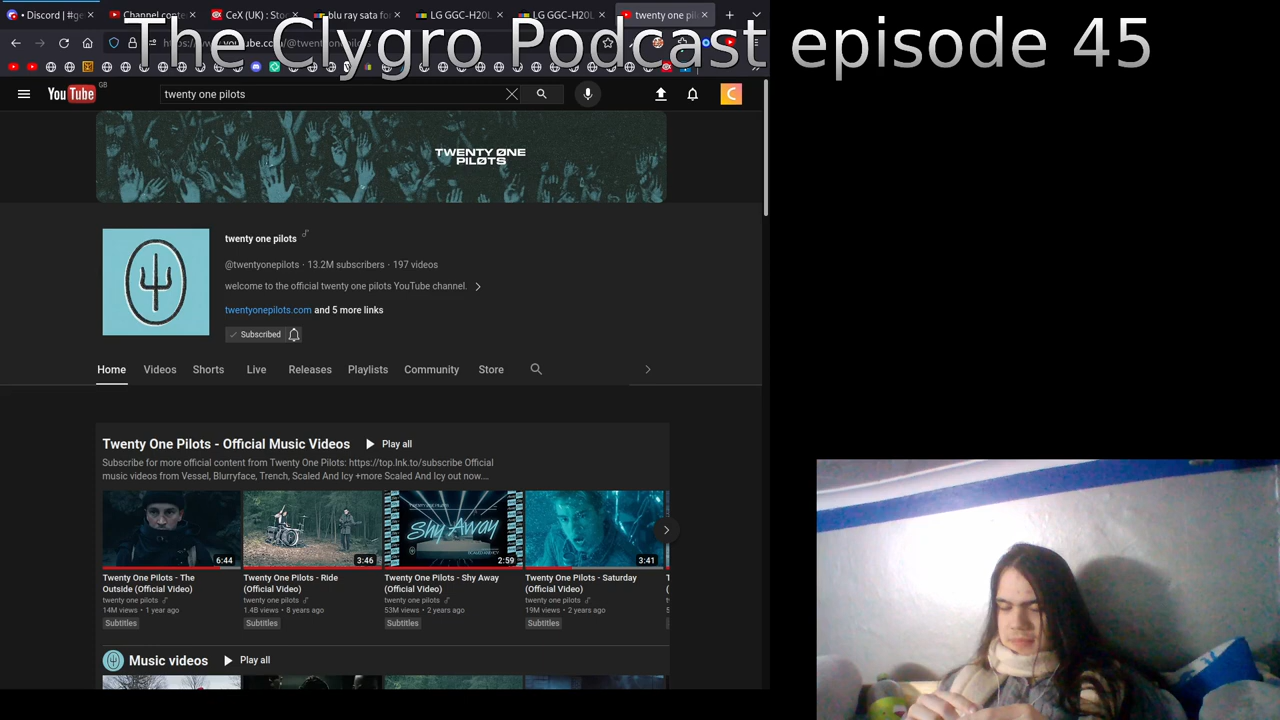 The Clygro Podcast episode 45
Discord | #ge
Channel conte
CeX (UK) : Sto
blu ray sata fo
LG GGC-H20L
LG GGC-H20L
twenty one pil
YouTube GB
twenty one pilots
C
TWENTY ØNE
PILØTS
twenty one pilots
@twentyonepilots · 13.2M subscribers · 197 videos
welcome to the official twenty one pilots YouTube channel.
twentyonepilots.com and 5 more links
Subscribed
Home Videos Shorts Live Releases Playlists Community Store
Twenty One Pilots - Official Music Videos Play all
Subscribe for more official content from Twenty One Pilots: https://top.lnk.to/subscribe Official
music videos from Vessel, Blurryface, Trench, Scaled And Icy +more Scaled And Icy out now...
Shy Away
6:44 3:46 2:59 3:41
Twenty One Pilots - The
Outside (Official Video)
twenty one pilots
14M views • 1 year ago
Subtitles
Twenty One Pilots - Ride
(Official Video)
twenty one pilots
1.4B views • 8 years ago
Subtitles
Twenty One Pilots - Shy Away
(Official Video)
twenty one pilots
53M views • 2 years ago
Subtitles
Twenty One Pilots - Saturday
(Official Video)
twenty one pilots
19M views • 2 years ago
Subtitles
Music videos Play all